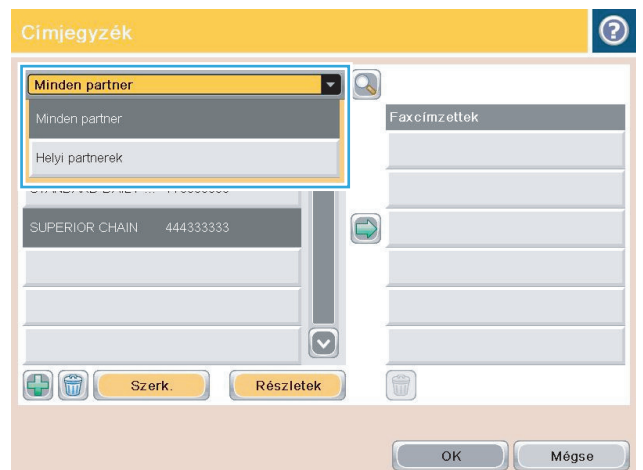 Címjegyzék
Minden partner
Minden partner
Helyi partnerek
SUPERIOR CHAIN 444333333
Faxcímzettek
Szerk.
Részletek
OK
Mégse